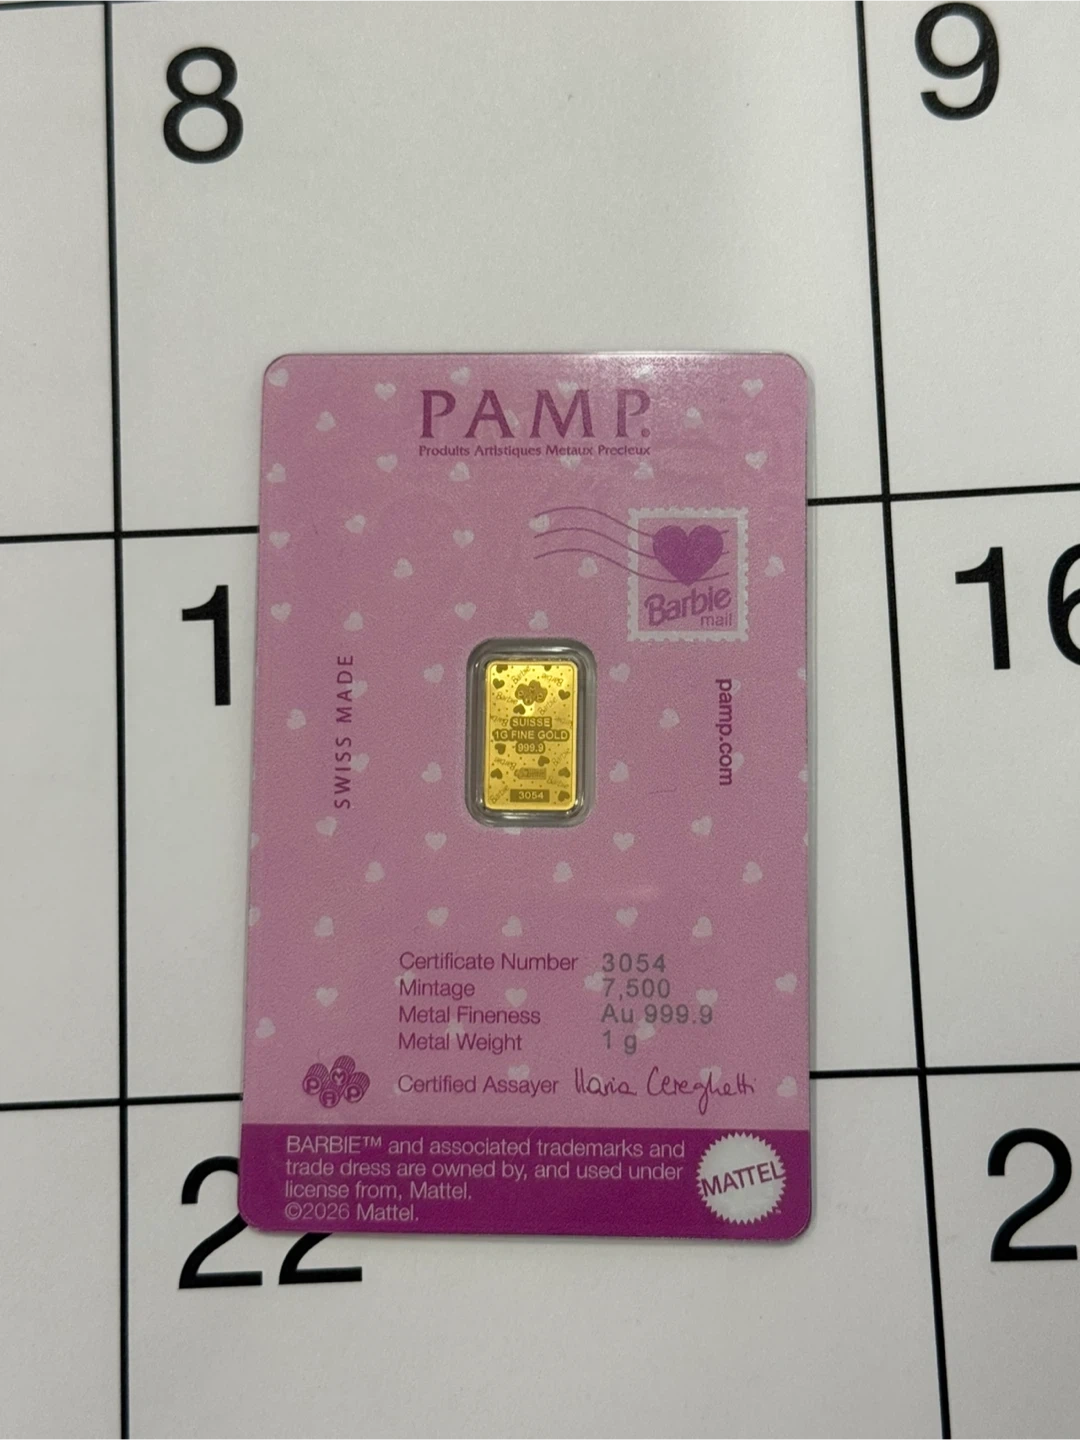 8
9
PAMP.
Produits Artistiques Metaux Precieux
Barbie
mail
1
16
SWISS MADE
pamp.com
SUISSE
1G FINE GOLD
999.9
3054
Certificate Number 3054
Mintage 7,500
Metal Fineness Au 999.9
Metal Weight 1 g
Certified Assayer Ilaria Cereghetti
PAMP
BARBIE™ and associated trademarks and
trade dress are owned by, and used under
license from, Mattel.
©2026 Mattel.
MATTEL
22
2